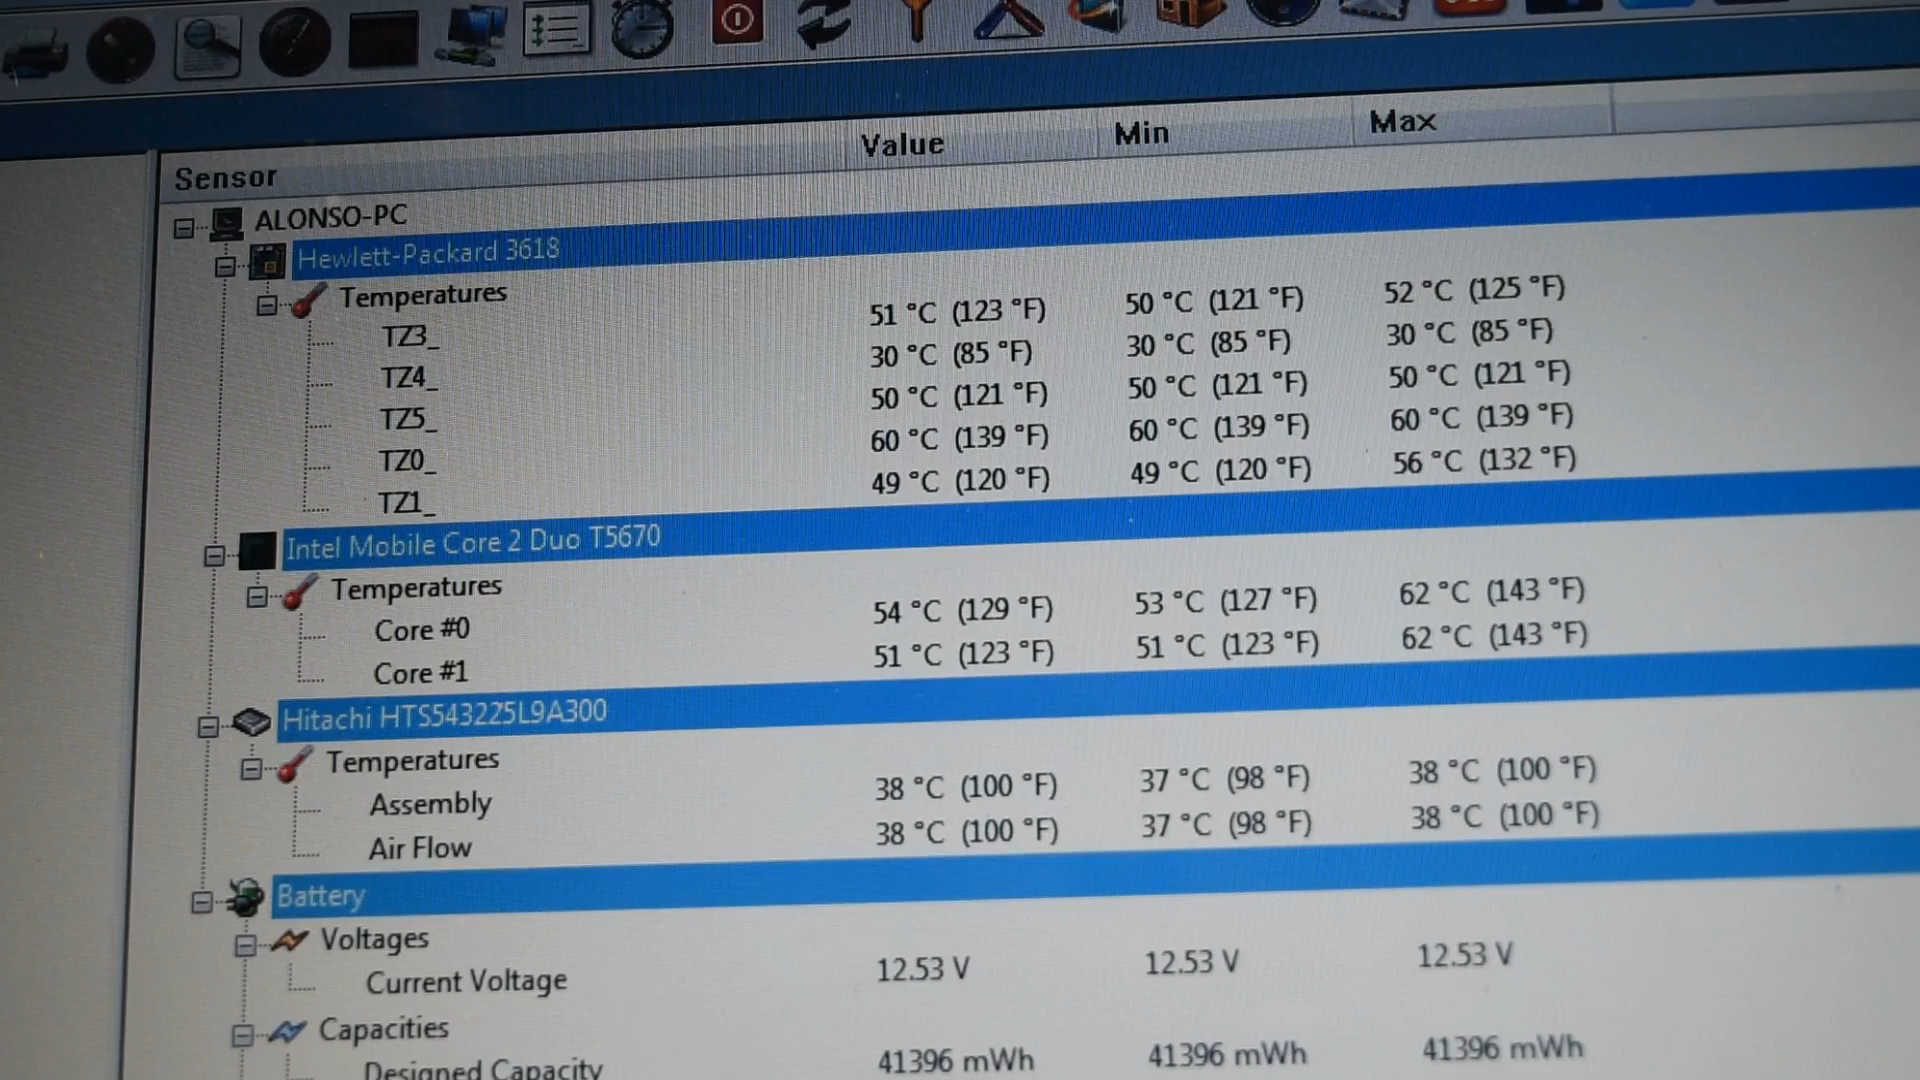 Sensor Value Min Max
ALONSO-PC
Hewlett-Packard 3618
Temperatures
TZ3_ 51 °C (123 °F) 50 °C (121 °F) 52 °C (125 °F)
TZ4_ 30 °C (85 °F) 30 °C (85 °F) 30 °C (85 °F)
TZ5_ 50 °C (121 °F) 50 °C (121 °F) 50 °C (121 °F)
TZ0_ 60 °C (139 °F) 60 °C (139 °F) 60 °C (139 °F)
TZ1_ 49 °C (120 °F) 49 °C (120 °F) 56 °C (132 °F)
Intel Mobile Core 2 Duo T5670
Temperatures
Core #0 54 °C (129 °F) 53 °C (127 °F) 62 °C (143 °F)
Core #1 51 °C (123 °F) 51 °C (123 °F) 62 °C (143 °F)
Hitachi HTS543225L9A300
Temperatures
Assembly 38 °C (100 °F) 37 °C (98 °F) 38 °C (100 °F)
Air Flow 38 °C (100 °F) 37 °C (98 °F) 38 °C (100 °F)
Battery
Voltages
Current Voltage 12.53 V 12.53 V 12.53 V
Capacities
Designed Capacity 41396 mWh 41396 mWh 41396 mWh